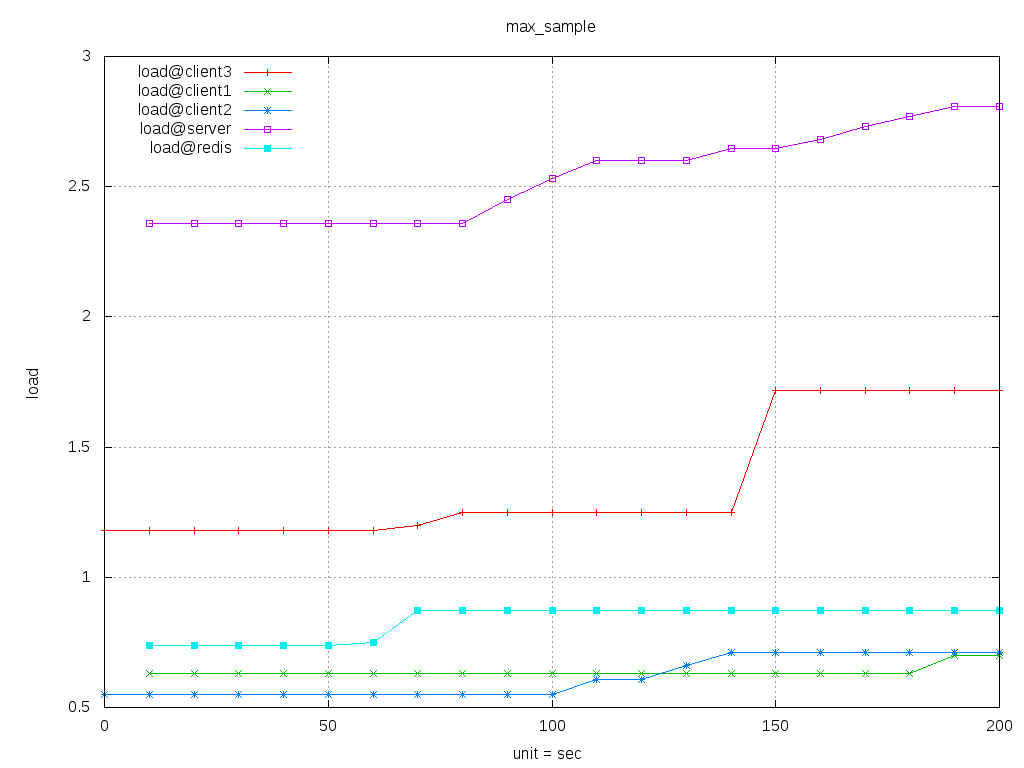 max_sample
3
2.5
2
1.5
1
0.5
load
load@client3
load@client1
load@client2
load@server
load@redis
0 50 100 150 200
unit = sec